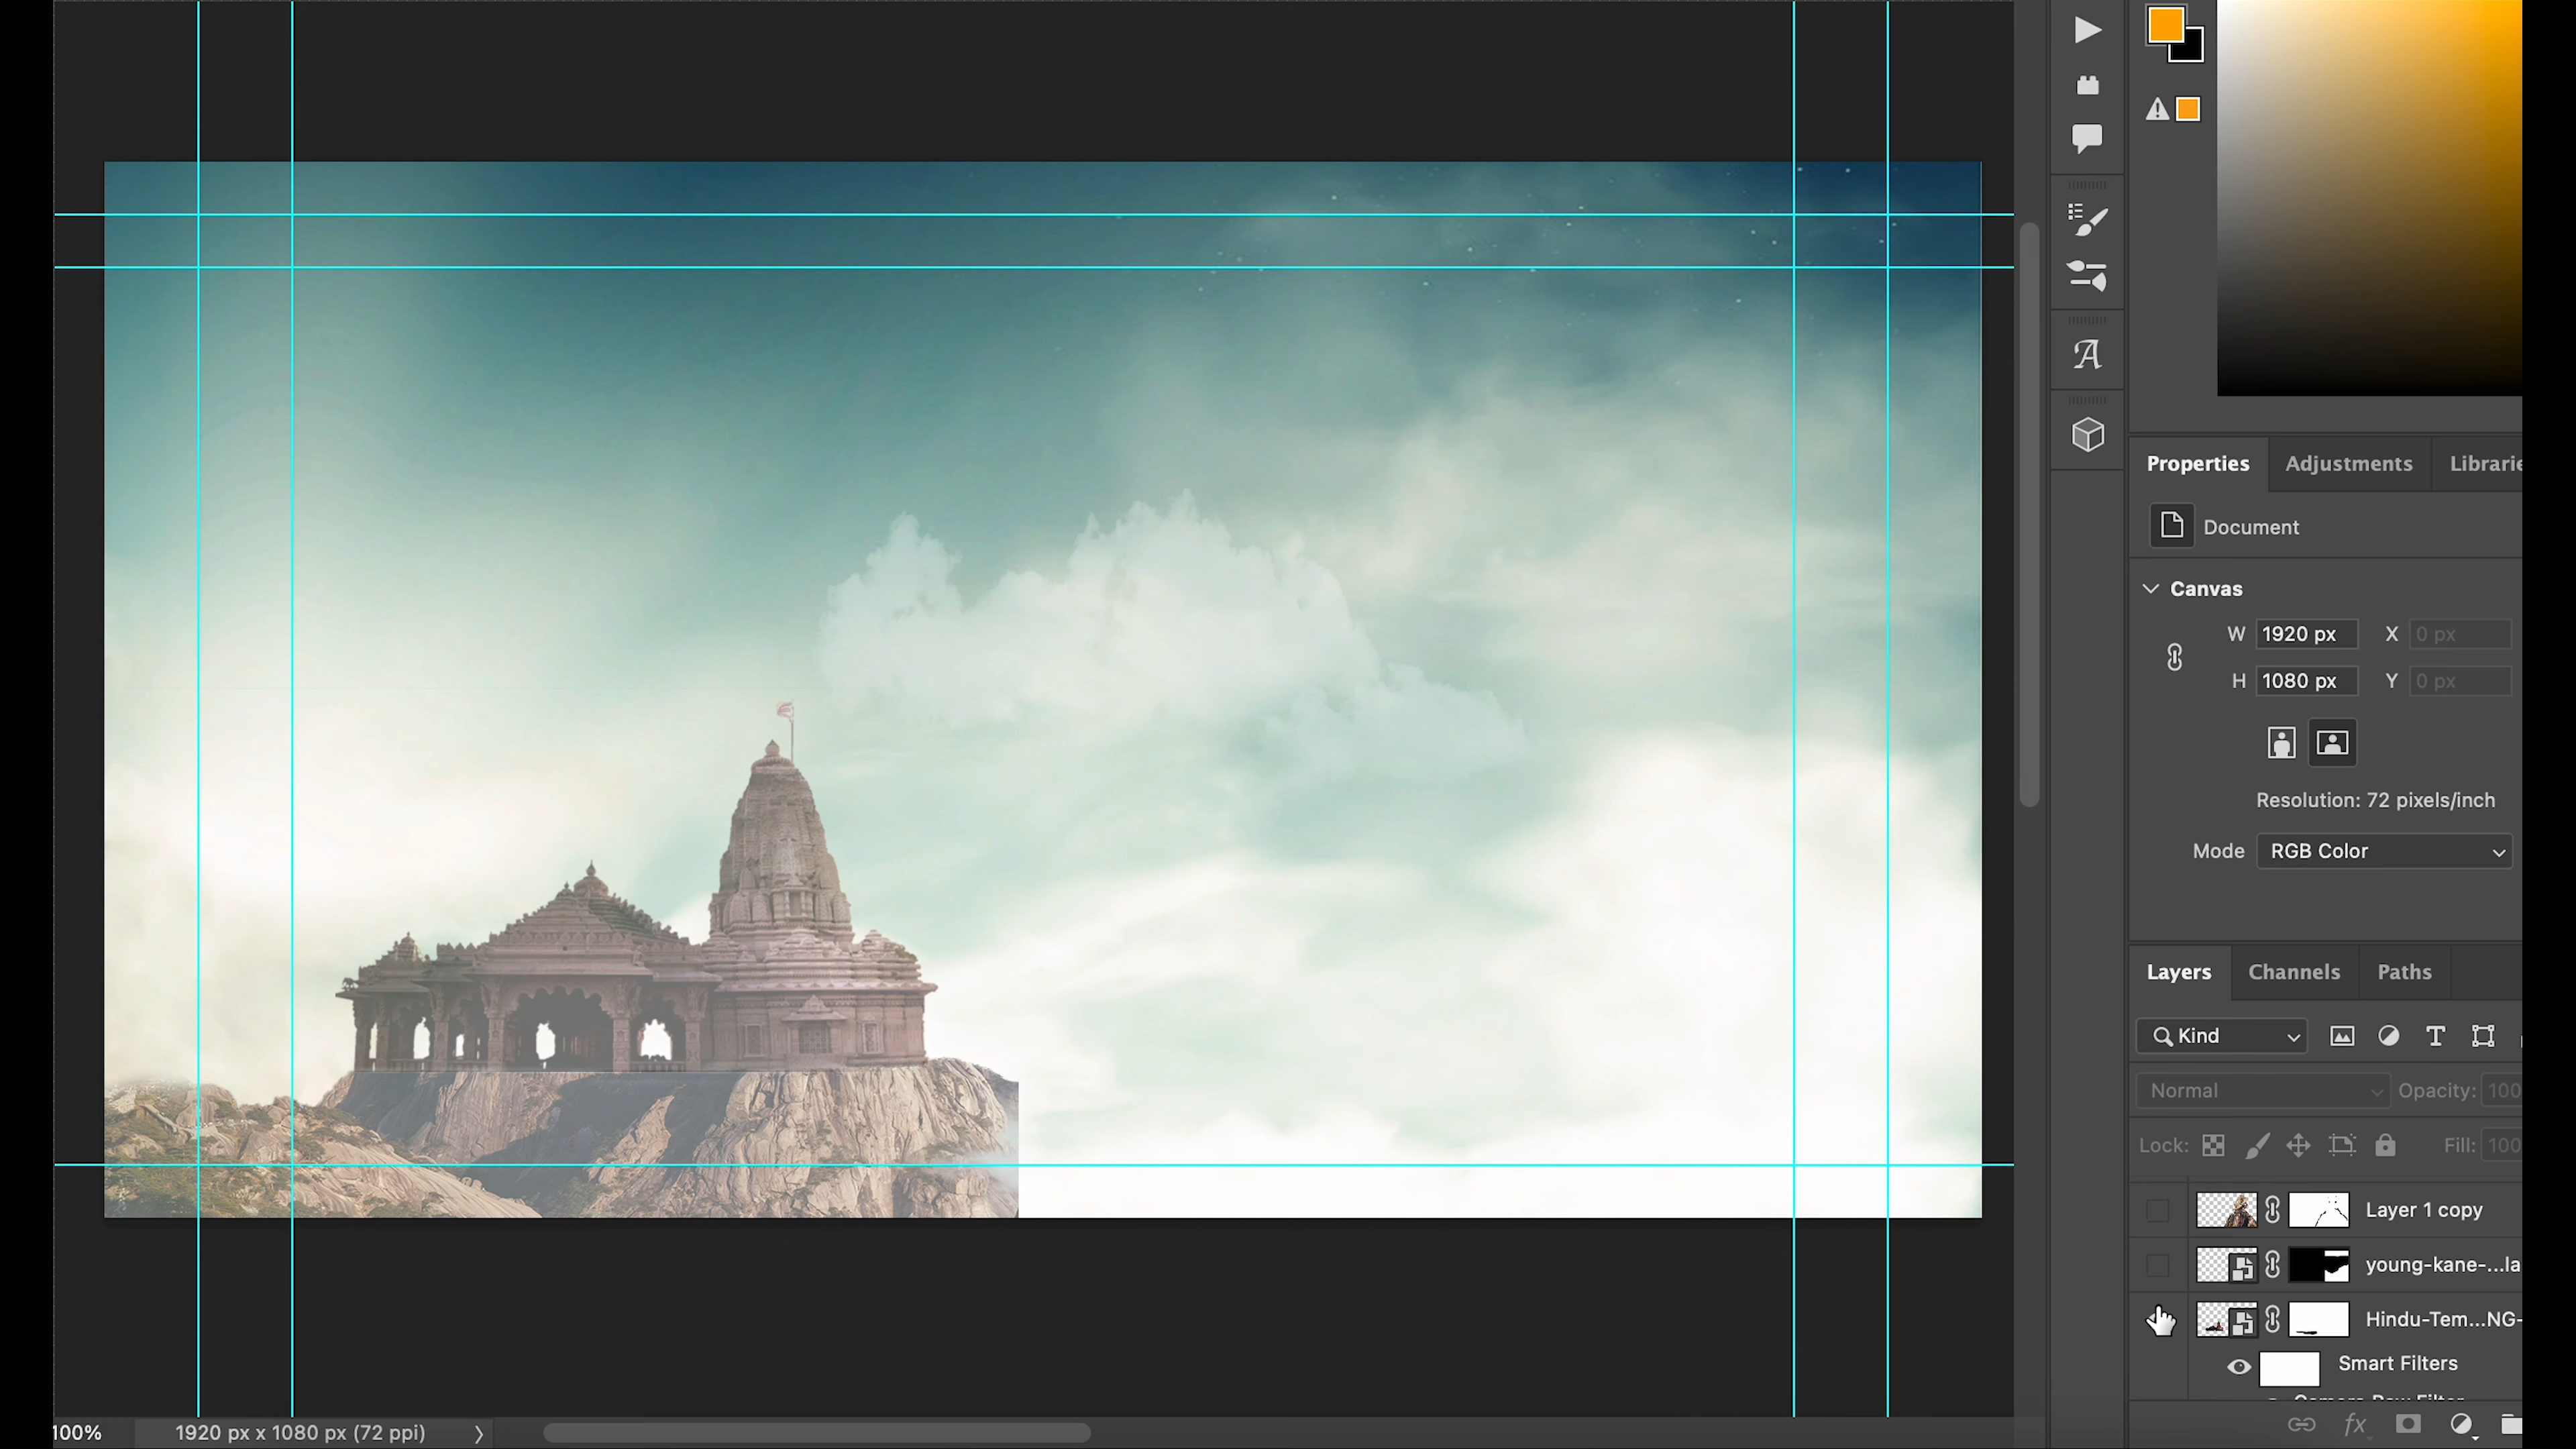 Properties Adjustments Librarie
Document
Canvas
W 1920 px X 0 px
H 1080 px Y 0 px
Resolution: 72 pixels/inch
Mode RGB Color
Layers Channels Paths
Kind
Normal Opacity: 100
Lock: Fill: 100
Layer 1 copy
young-kane-...la
Hindu-Tem...NG-
Smart Filters
100% 1920 px x 1080 px (72 ppi)